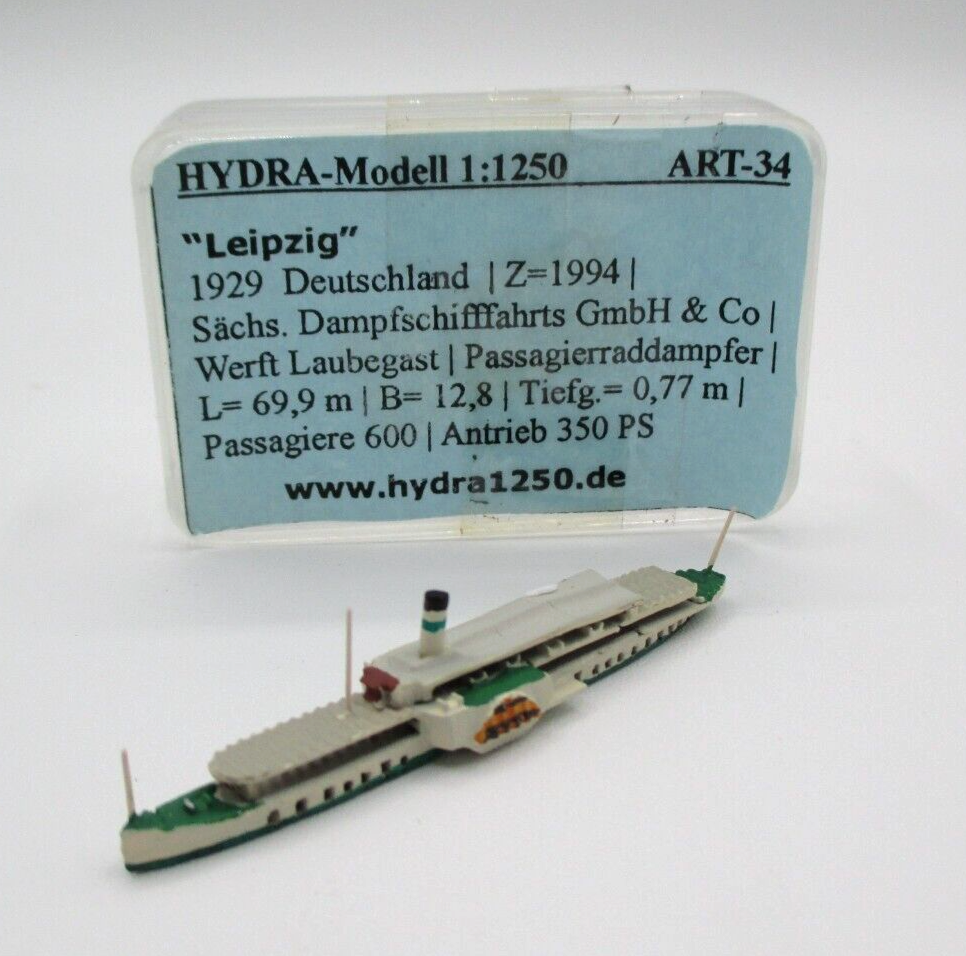 HYDRA-Modell 1:1250 ART-34
"Leipzig"
1929 Deutschland | Z=1994 |
Sächs. Dampfschifffahrts GmbH & Co |
Werft Laubegast | Passagierraddampfer |
L= 69,9 m | B= 12,8 | Tiefg.= 0,77 m |
Passagiere 600 | Antrieb 350 PS
www.hydra1250.de